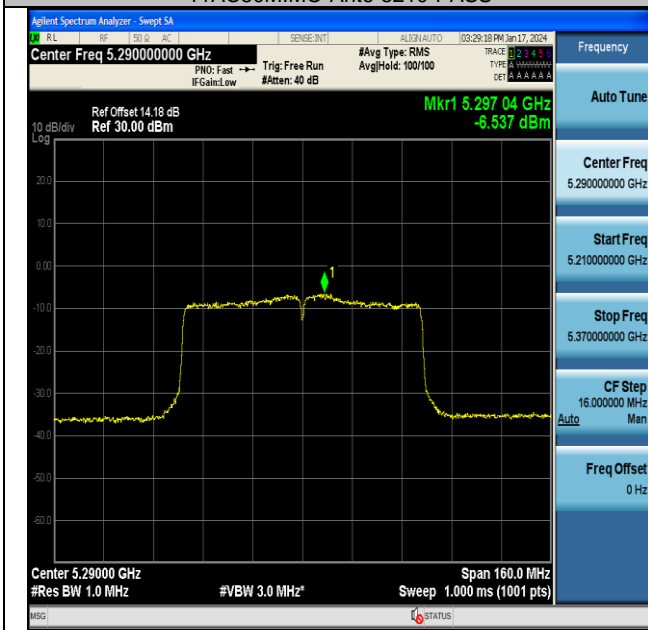 Agilent Spectrum Analyzer - Swept SA
RL RF 50 Ω AC SENSE:INT ALIGN AUTO 03:29:18 PM Jan 17, 2024
Center Freq 5.290000000 GHz
PNO: Fast
IFGain:Low
Trig: Free Run
#Atten: 40 dB
#Avg Type: RMS
Avg|Hold: 100/100
TRACE 1 2 3 4 5 6
TYPE A
DET A A A A A A
Frequency
Mkr1 5.297 04 GHz
-6.537 dBm
Ref Offset 14.18 dB
Ref 30.00 dBm
10 dB/div
Log
20.0
10.0
0.00
-10.0
-20.0
-30.0
-40.0
-50.0
-60.0
1
Center 5.29000 GHz
Span 160.0 MHz
#Res BW 1.0 MHz
#VBW 3.0 MHz*
Sweep 1.000 ms (1001 pts)
MSG
STATUS
Auto Tune
Center Freq
5.290000000 GHz
Start Freq
5.210000000 GHz
Stop Freq
5.370000000 GHz
CF Step
16.000000 MHz
Auto Man
Freq Offset
0 Hz